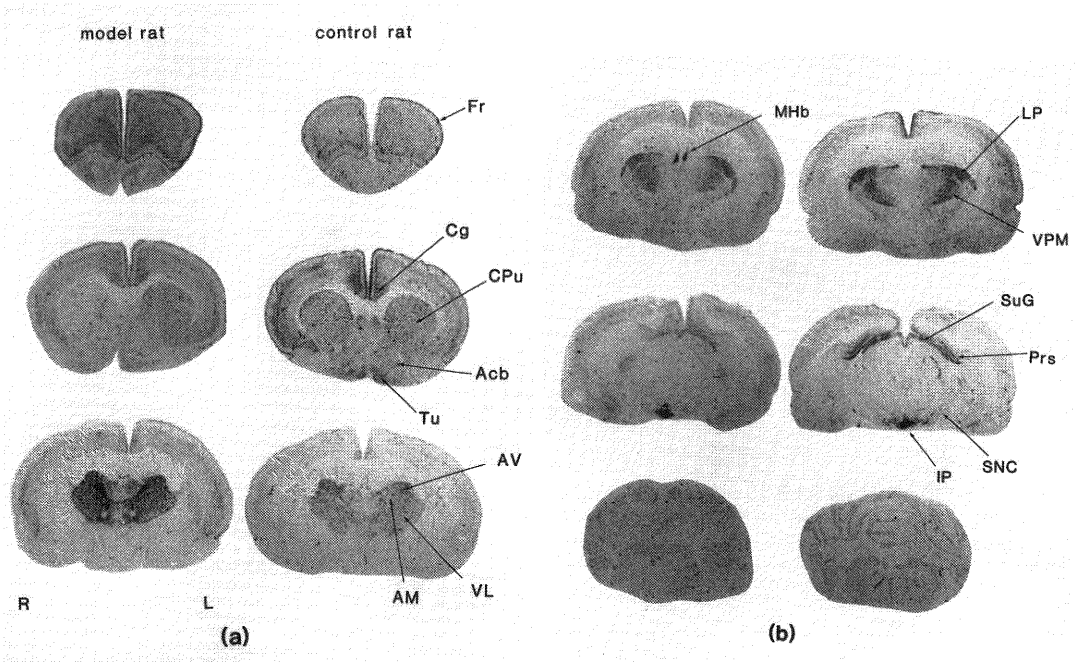 model rat control rat
Fr
Cg
CPu
Acb
Tu
AV
AM VL
R L
(a)
MHb LP
VPM
SuG
Prs
IP SNC
(b)